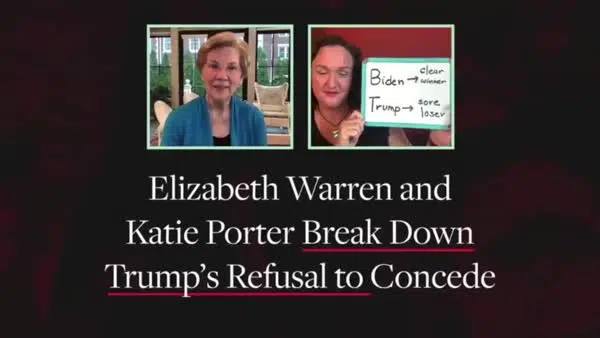 Biden → clear winner
Trump → sore loser
Elizabeth Warren and
Katie Porter Break Down
Trump's Refusal to Concede